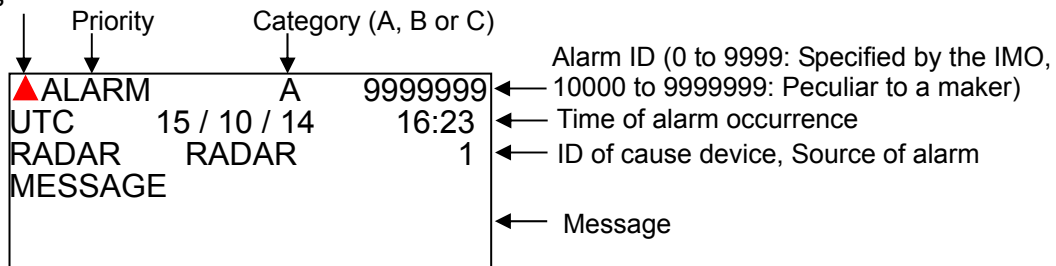 Priority Category (A, B or C)
Alarm ID (0 to 9999: Specified by the IMO,
10000 to 9999999: Peculiar to a maker)
ALARM A 9999999
UTC 15 / 10 / 14 16:23
Time of alarm occurrence
RADAR RADAR 1
ID of cause device, Source of alarm
MESSAGE
Message